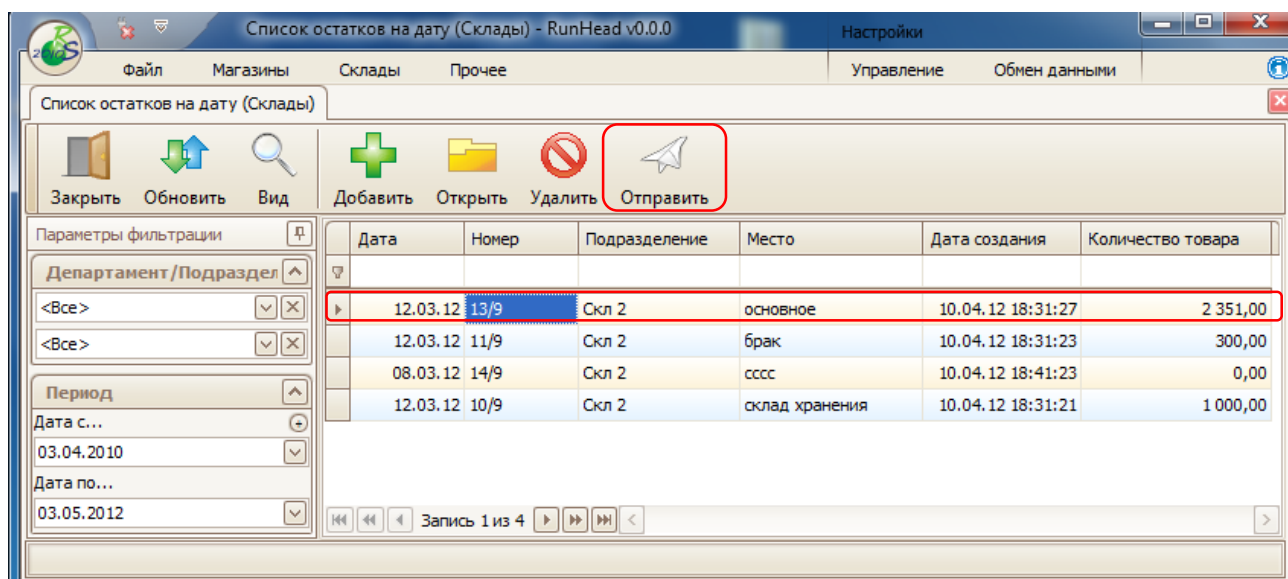 Список остатков на дату (Склады) - RunHead v0.0.0 Настройки
Файл Магазины Склады Прочее Управление Обмен данными
Список остатков на дату (Склады)
Закрыть Обновить Вид Добавить Открыть Удалить Отправить
Параметры фильтрации
Дата Номер Подразделение Место Дата создания Количество товара
Департамент/Подраздел
<Все>
12.03.12 13/9 Скл 2 основное 10.04.12 18:31:27 2 351,00
<Все>
12.03.12 11/9 Скл 2 брак 10.04.12 18:31:23 300,00
08.03.12 14/9 Скл 2 сссс 10.04.12 18:41:23 0,00
Период
12.03.12 10/9 Скл 2 склад хранения 10.04.12 18:31:21 1 000,00
Дата с...
03.04.2010
Дата по...
03.05.2012
Запись 1 из 4